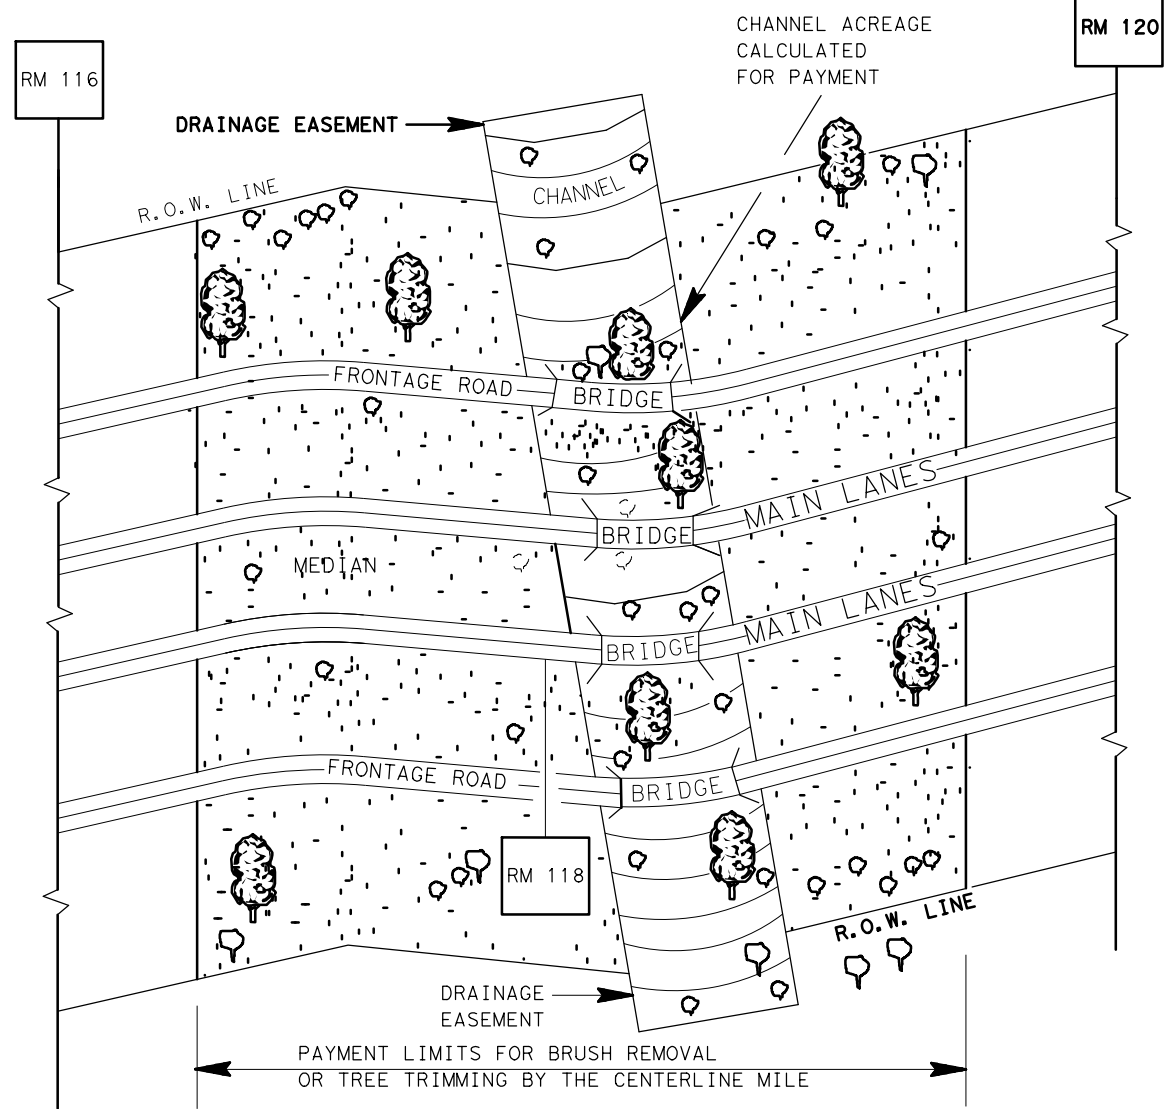 CHANNEL ACREAGE
CALCULATED
FOR PAYMENT
RM 120
RM 116
DRAINAGE EASEMENT
R.O.W. LINE
CHANNEL
FRONTAGE ROAD
BRIDGE
MAIN LANES
BRIDGE
MEDIAN
MAIN LANES
BRIDGE
FRONTAGE ROAD
BRIDGE
RM 118
R.O.W. LINE
DRAINAGE
EASEMENT
PAYMENT LIMITS FOR BRUSH REMOVAL
OR TREE TRIMMING BY THE CENTERLINE MILE